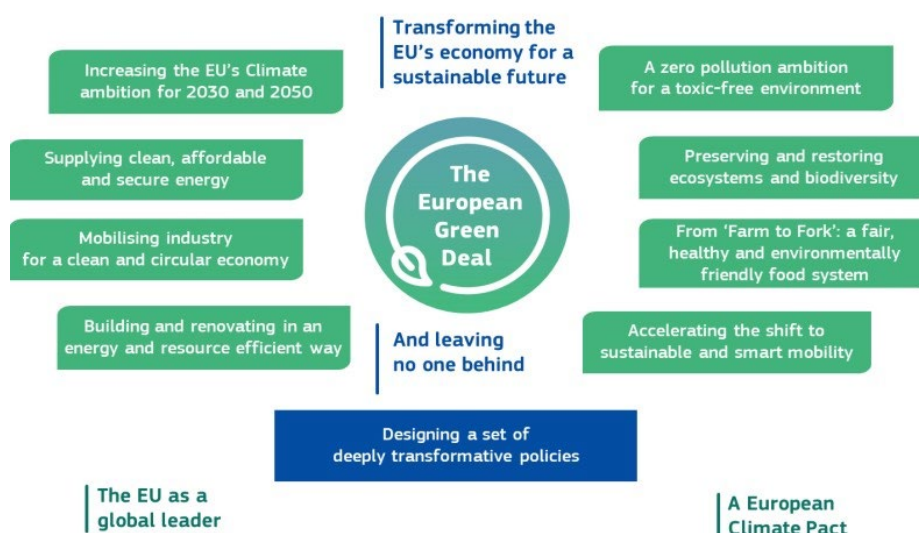 Transforming the
EU's economy for a
sustainable future
Increasing the EU's Climate
ambition for 2030 and 2050
Supplying clean, affordable
and secure energy
Mobilising industry
for a clean and circular economy
Building and renovating in an
energy and resource efficient way
The
European
Green
Deal
A zero pollution ambition
for a toxic-free environment
Preserving and restoring
ecosystems and biodiversity
From 'Farm to Fork': a fair,
healthy and environmentally
friendly food system
Accelerating the shift to
sustainable and smart mobility
And leaving
no one behind
Designing a set of
deeply transformative policies
The EU as a
global leader
A European
Climate Pact